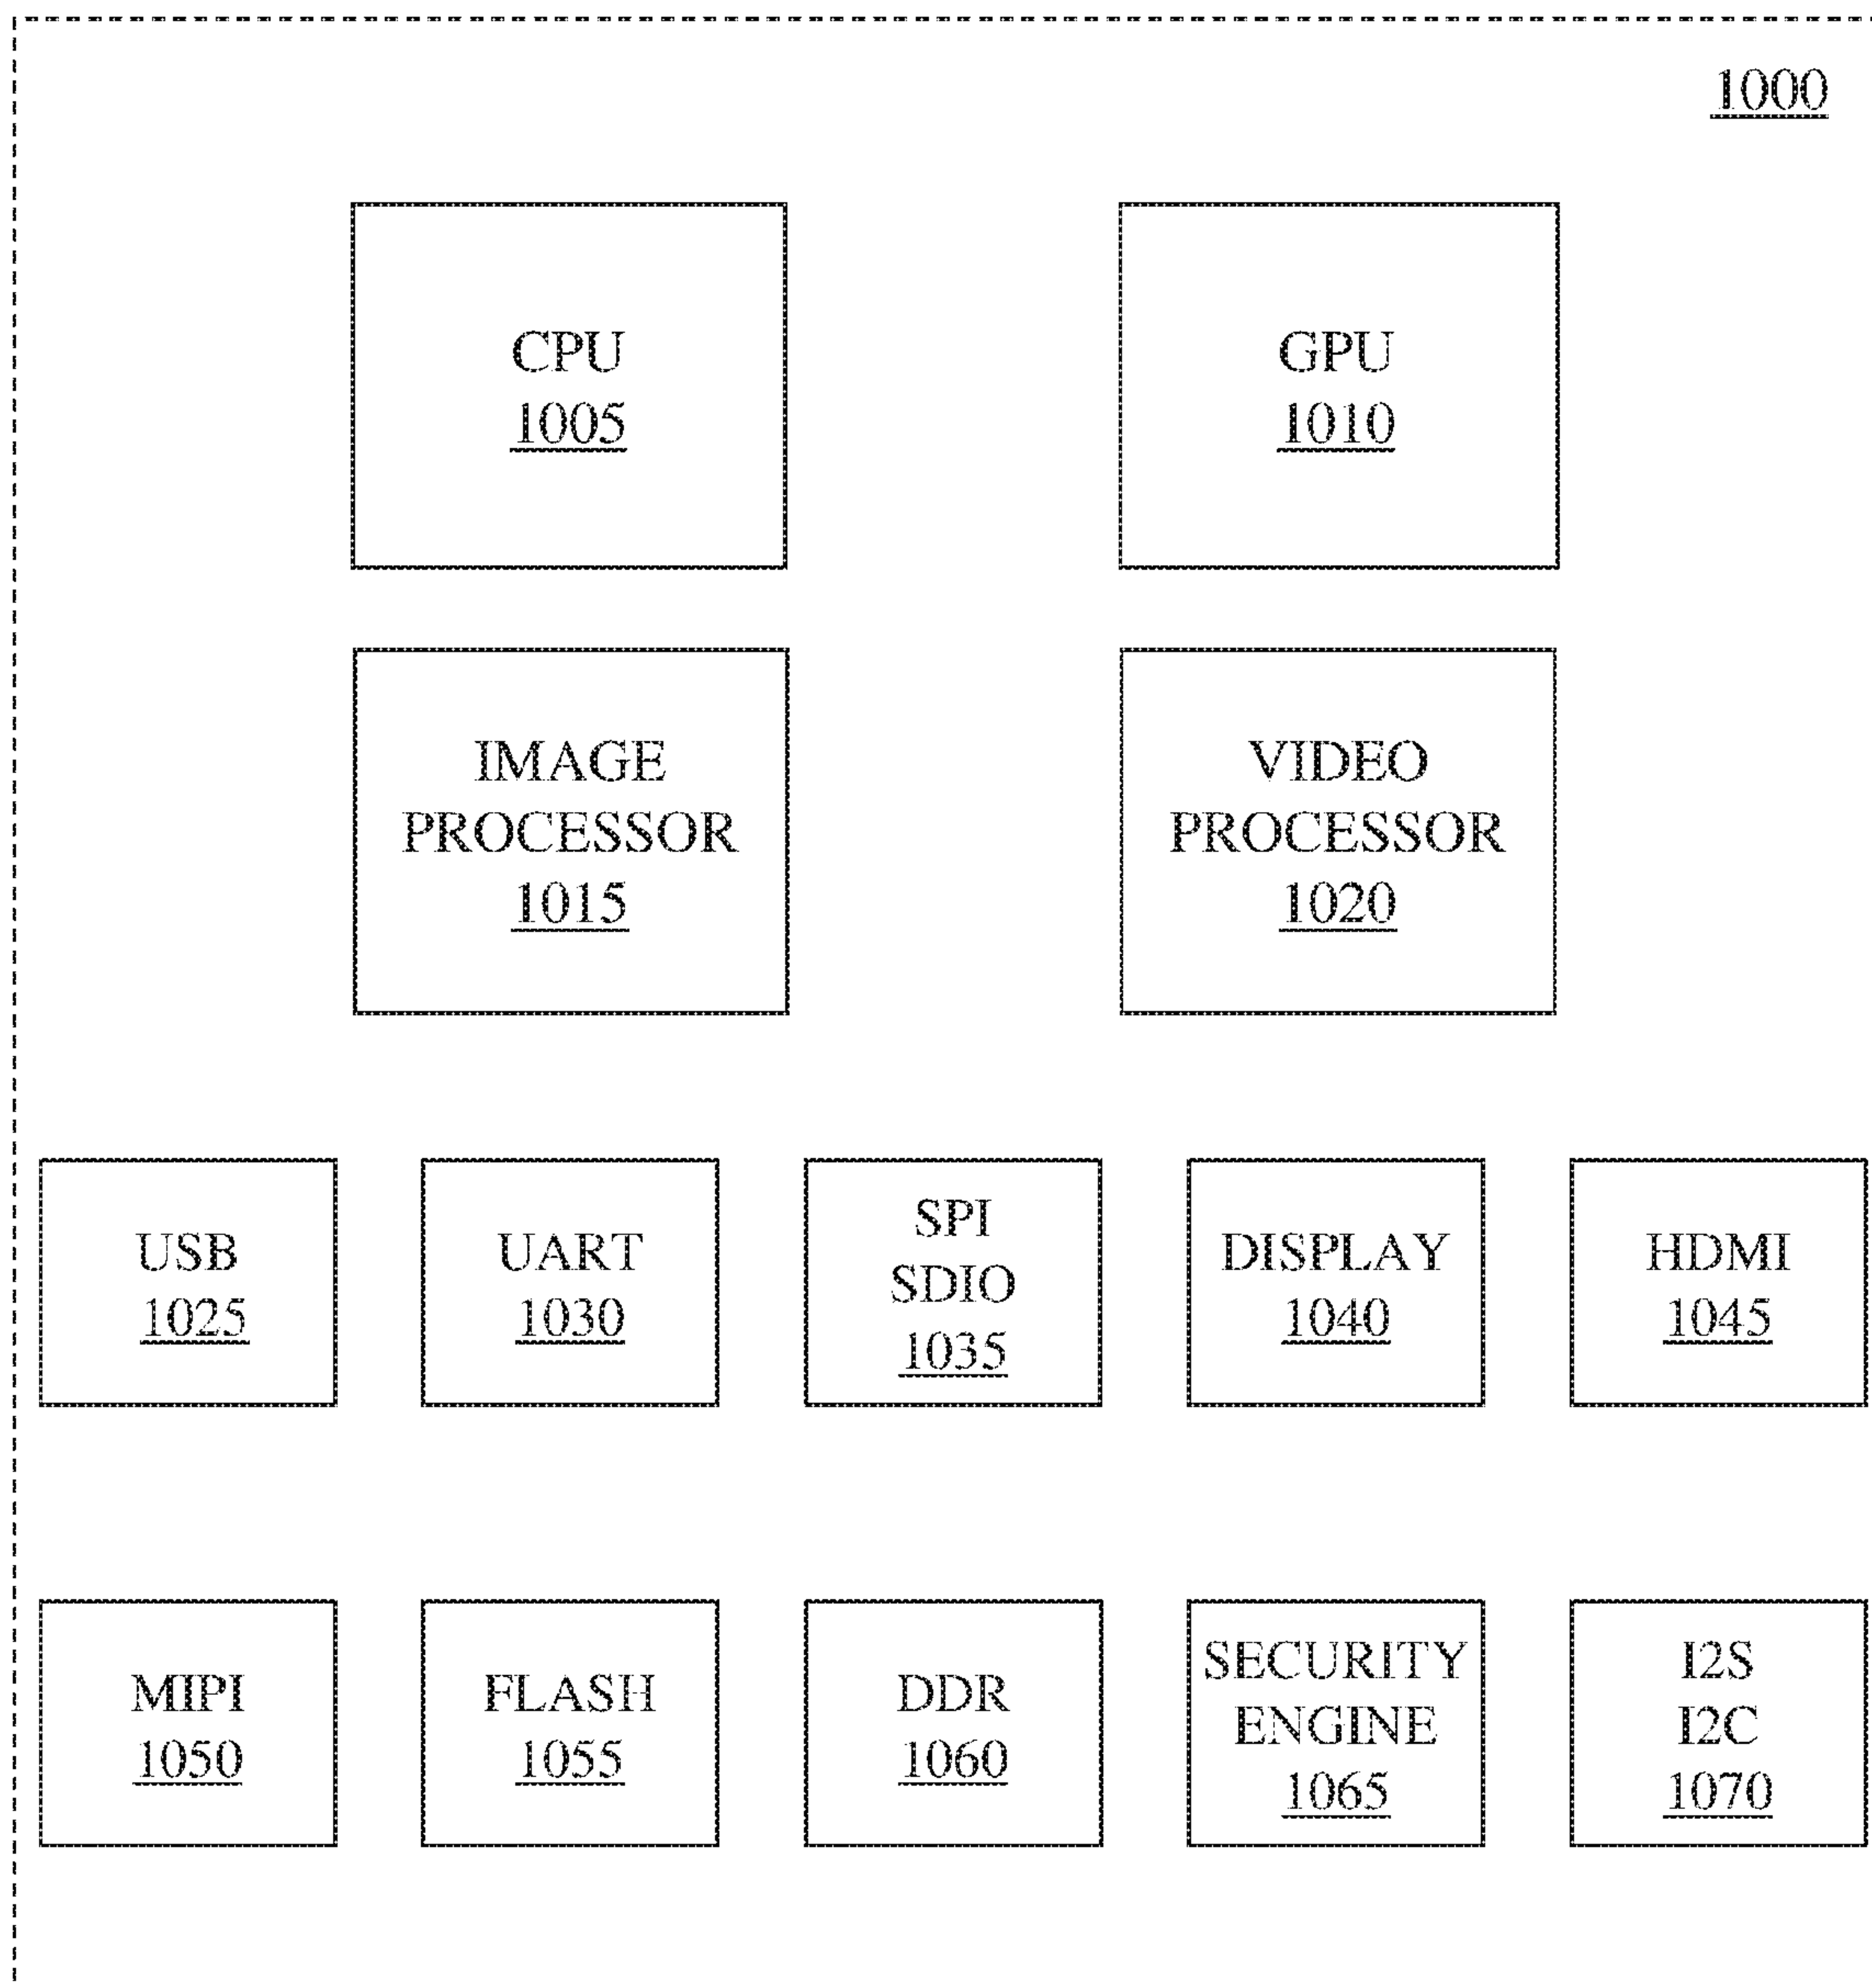 1000
CPU
1005
GPU
1010
IMAGE
PROCESSOR
1015
VIDEO
PROCESSOR
1020
USB
1025
UART
1030
SPI
SDIO
1035
DISPLAY
1040
HDMI
1045
MIPI
1050
FLASH
1055
DDR
1060
SECURITY
ENGINE
1065
I2S
I2C
1070